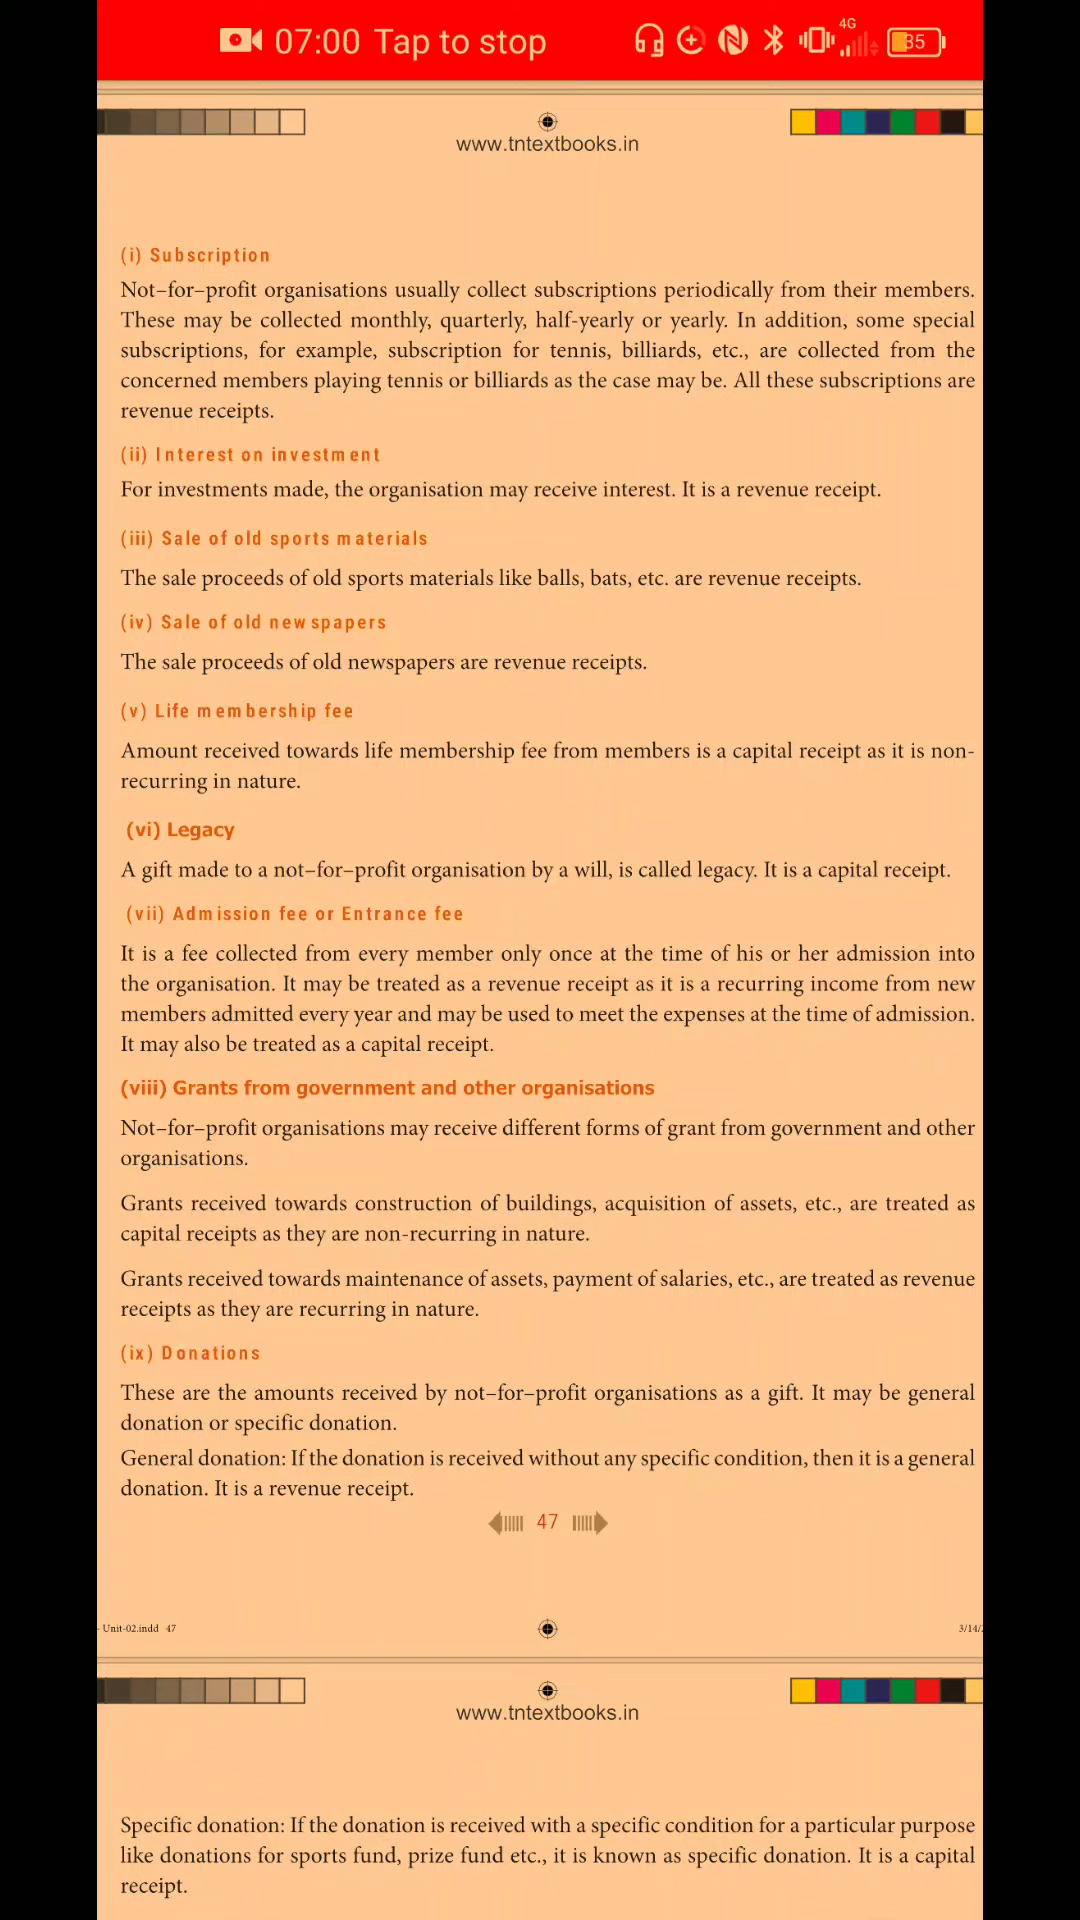 07:00 Tap to stop 4G 35
www.tntextbooks.in
(i) Subscription
Not–for–profit organisations usually collect subscriptions periodically from their members.
These may be collected monthly, quarterly, half-yearly or yearly. In addition, some special
subscriptions, for example, subscription for tennis, billiards, etc., are collected from the
concerned members playing tennis or billiards as the case may be. All these subscriptions are
revenue receipts.
(ii) Interest on investment
For investments made, the organisation may receive interest. It is a revenue receipt.
(iii) Sale of old sports materials
The sale proceeds of old sports materials like balls, bats, etc. are revenue receipts.
(iv) Sale of old newspapers
The sale proceeds of old newspapers are revenue receipts.
(v) Life membership fee
Amount received towards life membership fee from members is a capital receipt as it is non-
recurring in nature.
(vi) Legacy
A gift made to a not–for–profit organisation by a will, is called legacy. It is a capital receipt.
(vii) Admission fee or Entrance fee
It is a fee collected from every member only once at the time of his or her admission into
the organisation. It may be treated as a revenue receipt as it is a recurring income from new
members admitted every year and may be used to meet the expenses at the time of admission.
It may also be treated as a capital receipt.
(viii) Grants from government and other organisations
Not–for–profit organisations may receive different forms of grant from government and other
organisations.
Grants received towards construction of buildings, acquisition of assets, etc., are treated as
capital receipts as they are non-recurring in nature.
Grants received towards maintenance of assets, payment of salaries, etc., are treated as revenue
receipts as they are recurring in nature.
(ix) Donations
These are the amounts received by not–for–profit organisations as a gift. It may be general
donation or specific donation.
General donation: If the donation is received without any specific condition, then it is a general
donation. It is a revenue receipt.
47
- Unit-02.indd 47 3/14/
www.tntextbooks.in
Specific donation: If the donation is received with a specific condition for a particular purpose
like donations for sports fund, prize fund etc., it is known as specific donation. It is a capital
receipt.